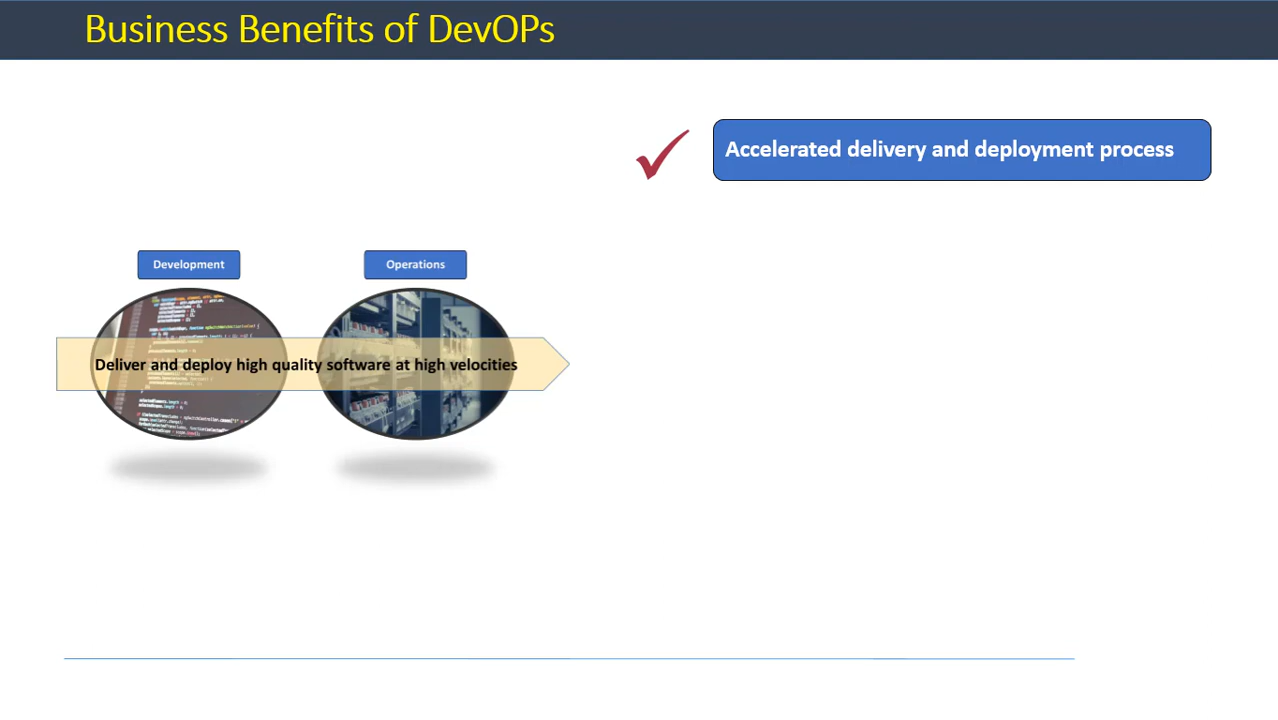 Business Benefits of DevOPs
Accelerated delivery and deployment process
Development
Operations
Deliver and deploy high quality software at high velocities